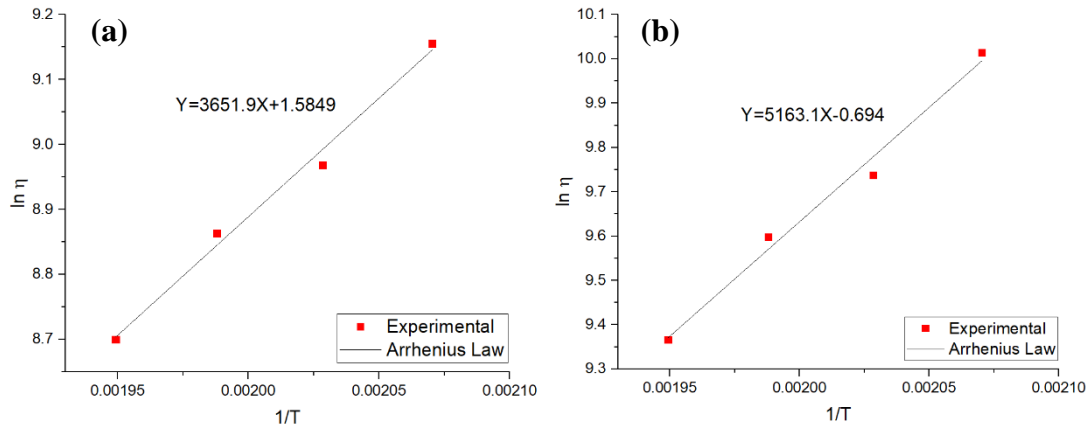 (a)
9.2
9.1
9.0
8.9
8.8
8.7
ln η
Y=3651.9X+1.5849
Experimental
Arrhenius Law
0.00195
0.00200
0.00205
0.00210
1/T
(b)
10.1
10.0
9.9
9.8
9.7
9.6
9.5
9.4
9.3
ln η
Y=5163.1X-0.694
Experimental
Arrhenius Law
0.00195
0.00200
0.00205
0.00210
1/T